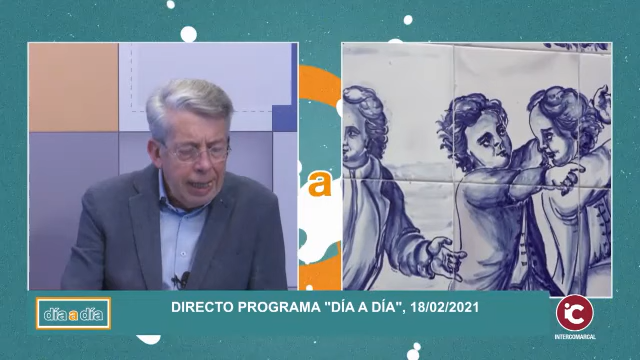 a
día a día
DIRECTO PROGRAMA "DÍA A DÍA", 18/02/2021
INTERCOMARCAL